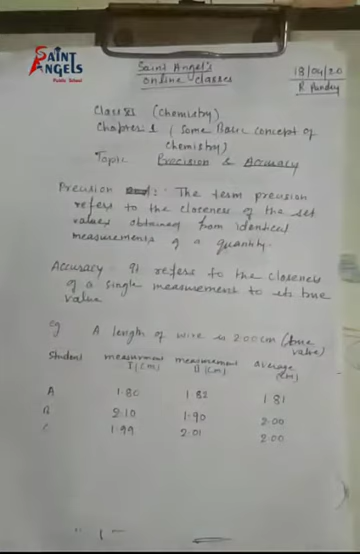 SAINT
ANGELS
Public School
Saint Angel's
online classes
18/04/20
R Pandey
Class XI (Chemistry)
Chapter 1 (Some Basic concept of
chemistry)
Topic Precision & Accuracy
Precision : The term precision
refers to the closeness of the set
values obtained from identical
measurements of a quantity.
Accuracy It refers to the closeness
of a single measurement to its true
value
eg A length of wire is 2.00cm (true
value)
Student measurement measurement average
I (cm) II (cm) (cm)
A 1.80 1.82 1.81
B 2.10 1.90 2.00
C 1.99 2.01 2.00